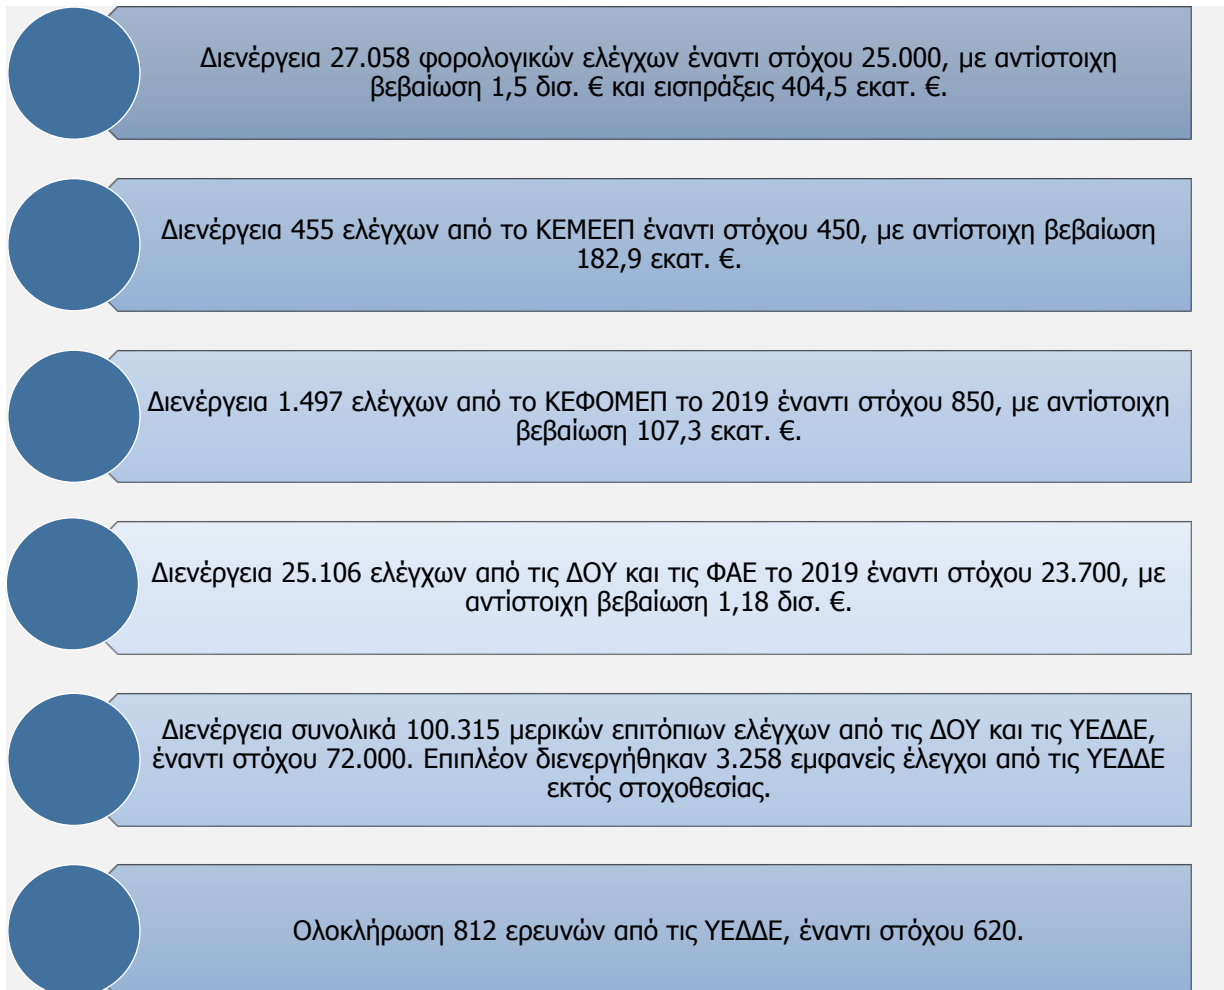 Διενέργεια 27.058 φορολογικών ελέγχων έναντι στόχου 25.000, με αντίστοιχη
βεβαίωση 1,5 δισ. € και εισπράξεις 404,5 εκατ. €.
Διενέργεια 455 ελέγχων από το ΚΕΜΕΕΠ έναντι στόχου 450, με αντίστοιχη βεβαίωση
182,9 εκατ. €.
Διενέργεια 1.497 ελέγχων από το ΚΕΦΟΜΕΠ το 2019 έναντι στόχου 850, με αντίστοιχη
βεβαίωση 107,3 εκατ. €.
Διενέργεια 25.106 ελέγχων από τις ΔΟΥ και τις ΦΑΕ το 2019 έναντι στόχου 23.700, με
αντίστοιχη βεβαίωση 1,18 δισ. €.
Διενέργεια συνολικά 100.315 μερικών επιτόπιων ελέγχων από τις ΔΟΥ και τις ΥΕΔΔΕ,
έναντι στόχου 72.000. Επιπλέον διενεργήθηκαν 3.258 εμφανείς έλεγχοι από τις ΥΕΔΔΕ
εκτός στοχοθεσίας.
Ολοκλήρωση 812 ερευνών από τις ΥΕΔΔΕ, έναντι στόχου 620.